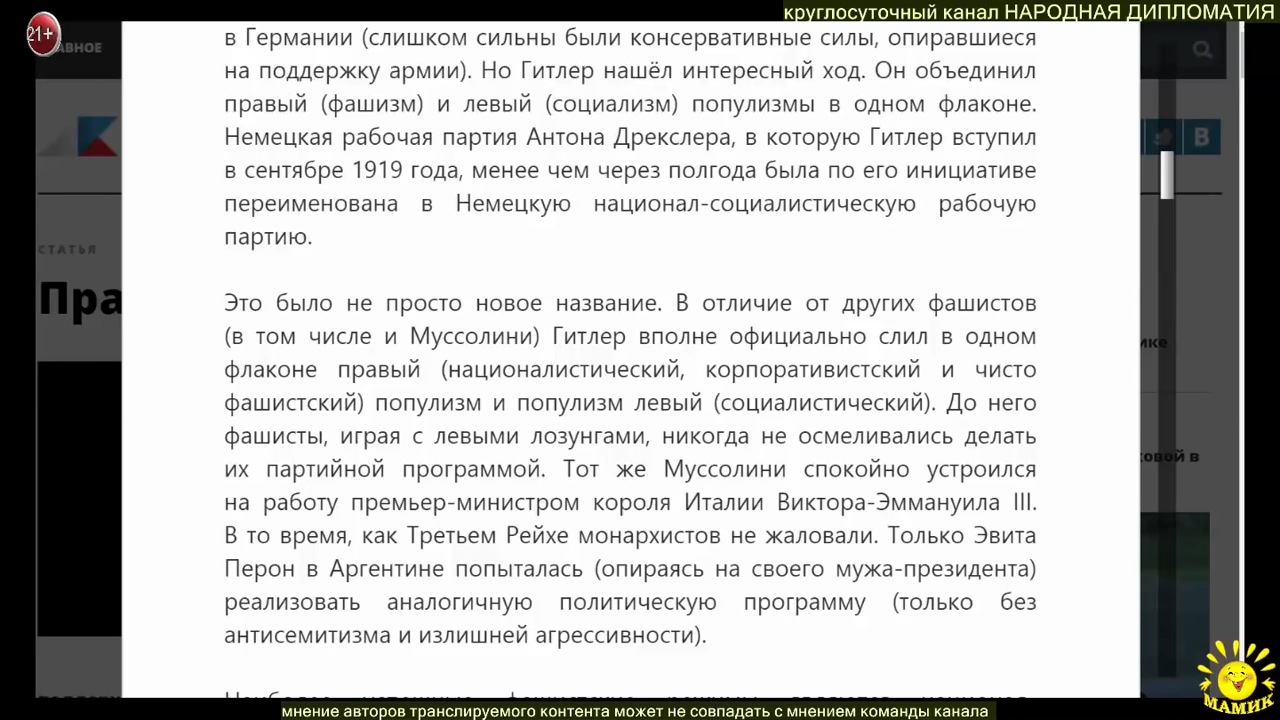 круглосуточный канал НАРОДНАЯ ДИПЛОМАТИЯ
21+
в Германии (слишком сильны были консервативные силы, опиравшиеся
на поддержку армии). Но Гитлер нашёл интересный ход. Он объединил
правый (фашизм) и левый (социализм) популизмы в одном флаконе.
Немецкая рабочая партия Антона Дрекслера, в которую Гитлер вступил
в сентябре 1919 года, менее чем через полгода была по его инициативе
переименована в Немецкую национал-социалистическую рабочую
партию.
СТАТЬЯ
Это было не просто новое название. В отличие от других фашистов
(в том числе и Муссолини) Гитлер вполне официально слил в одном
флаконе правый (националистический, корпоративистский и чисто
фашистский) популизм и популизм левый (социалистический). До него
фашисты, играя с левыми лозунгами, никогда не осмеливались делать
их партийной программой. Тот же Муссолини спокойно устроился
на работу премьер-министром короля Италии Виктора-Эммануила III.
В то время, как Третьем Рейхе монархистов не жаловали. Только Эвита
Перон в Аргентине попыталась (опираясь на своего мужа-президента)
реализовать аналогичную политическую программу (только без
антисемитизма и излишней агрессивности).
МАМИК
мнение авторов транслируемого контента может не совпадать с мнением команды канала